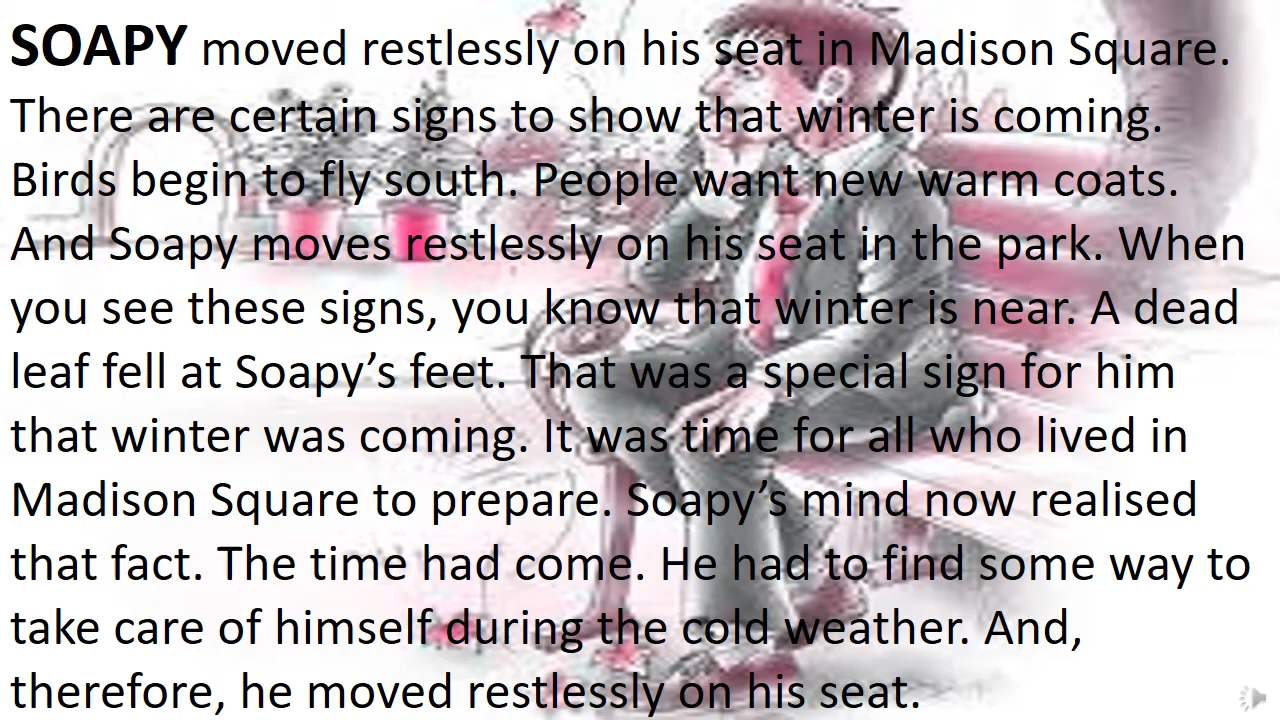 SOAPY moved restlessly on his seat in Madison Square.
There are certain signs to show that winter is coming.
Birds begin to fly south. People want new warm coats.
And Soapy moves restlessly on his seat in the park. When
you see these signs, you know that winter is near. A dead
leaf fell at Soapy’s feet. That was a special sign for him
that winter was coming. It was time for all who lived in
Madison Square to prepare. Soapy’s mind now realised
that fact. The time had come. He had to find some way to
take care of himself during the cold weather. And,
therefore, he moved restlessly on his seat.